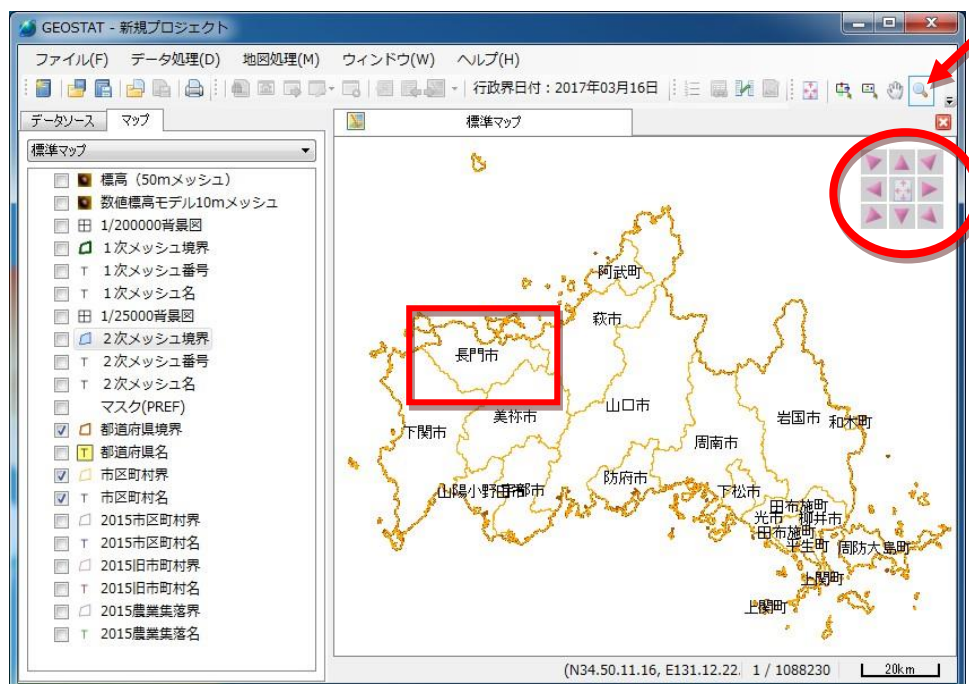 GEOSTAT - 新規プロジェクト
ファイル(F) データ処理(D) 地図処理(M) ウィンドウ(W) ヘルプ(H)
行政界日付：2017年03月16日
データソース マップ
標準マップ
標準マップ
標高（50mメッシュ）
数値標高モデル10mメッシュ
1/200000背景図
1次メッシュ境界
T 1次メッシュ番号
T 1次メッシュ名
1/25000背景図
2次メッシュ境界
T 2次メッシュ番号
T 2次メッシュ名
マスク(PREF)
都道府県境界
T 都道府県名
市区町村界
T 市区町村名
2015市区町村界
T 2015市区町村名
2015旧市町村界
T 2015旧市町村名
2015農業集落界
T 2015農業集落名
阿武町
萩市
長門市
山口市
美祢市
岩国市 和木町
下関市
周南市
防府市
山陽小野田市
宇部市
下松市
田布施町
光市 柳井市
田布施町
平生町 周防大島町
上関町
上関町
(N34.50.11.16, E131.12.22. 1 / 1088230 20km